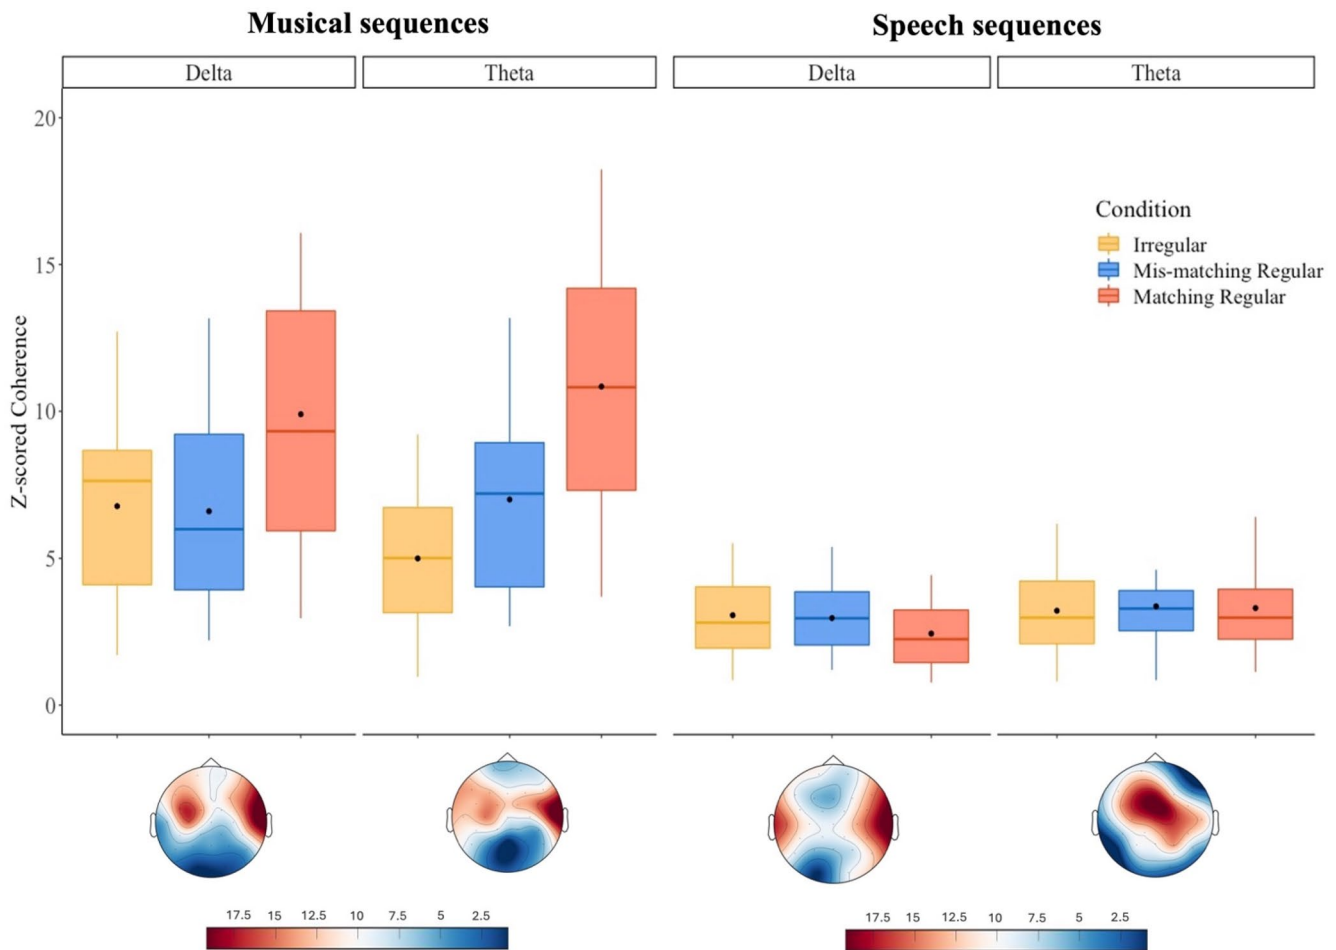 Musical sequences
Speech sequences
Delta
Theta
Delta
Theta
20
15
10
5
0
Z-scored Coherence
Condition
Irregular
Mis-matching Regular
Matching Regular
17.5 15 12.5 10 7.5 5 2.5
17.5 15 12.5 10 7.5 5 2.5